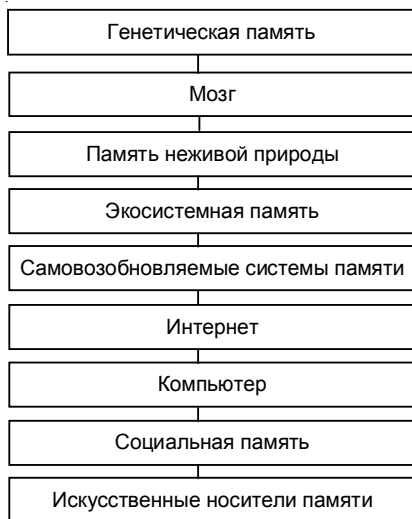 Генетическая память
Мозг
Память неживой природы
Экосистемная память
Самовозобновляемые системы памяти
Интернет
Компьютер
Социальная память
Искусственные носители памяти